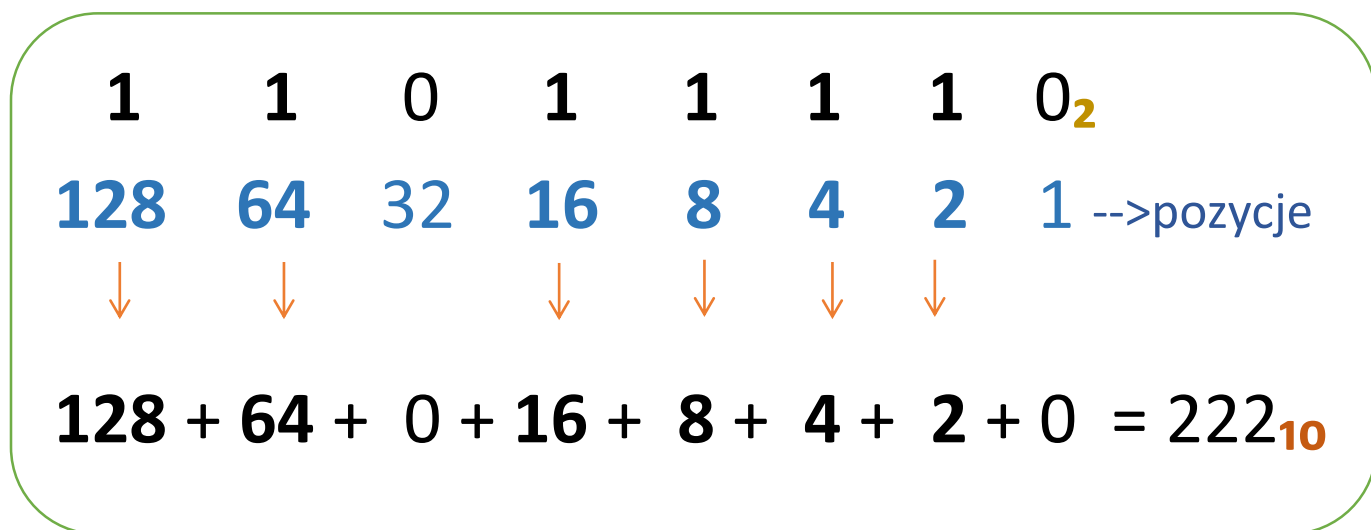 1 1 0 1 1 1 1 0₂
128 64 32 16 8 4 2 1 -->pozycje
128 + 64 + 0 + 16 + 8 + 4 + 2 + 0 = 222₁₀